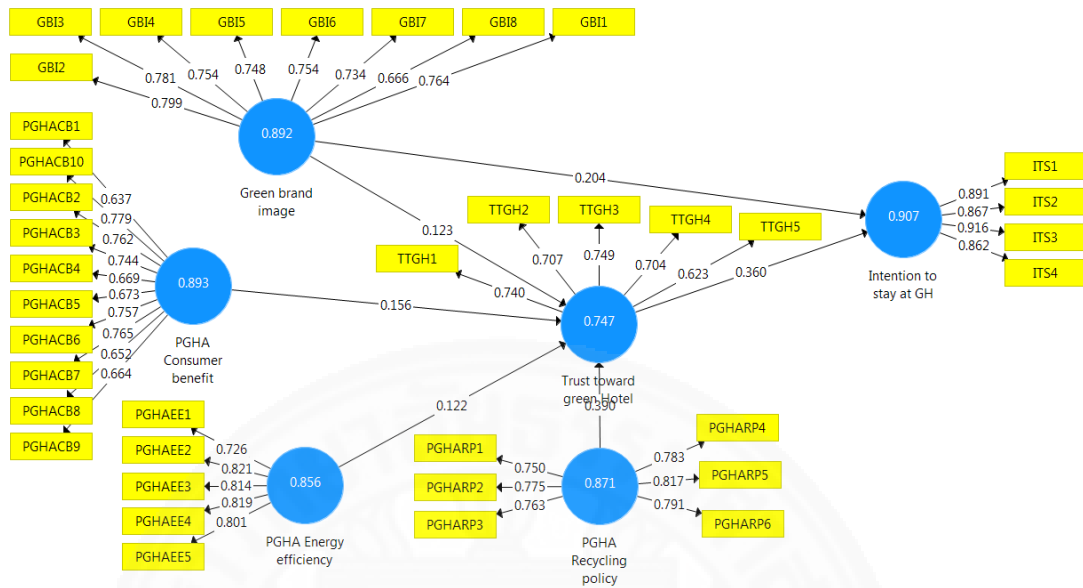 GBI3 GBI4 GBI5 GBI6 GBI7 GBI8 GBI1
GBI2
0.781 0.754 0.748 0.754 0.734 0.666 0.764
0.799
PGHACB1
PGHACB10
PGHACB2
PGHACB3
PGHACB4
PGHACB5
PGHACB6
PGHACB7
PGHACB8
PGHACB9
0.637
0.779
0.762
0.744
0.669
0.673
0.757
0.765
0.652
0.664
0.892
Green brand
image
0.893
PGHA
Consumer
benefit
0.204
0.123
0.156
0.122
0.390
0.360
TTGH1 TTGH2 TTGH3 TTGH4 TTGH5
0.740 0.707 0.749 0.704 0.623
0.747
Trust toward
green Hotel
ITS1
ITS2
ITS3
ITS4
0.891
0.867
0.916
0.862
0.907
Intention to
stay at GH
PGHAEE1
PGHAEE2
PGHAEE3
PGHAEE4
PGHAEE5
0.726
0.821
0.814
0.819
0.801
0.856
PGHA Energy
efficiency
PGHARP1
PGHARP2
PGHARP3
0.750
0.775
0.763
0.871
PGHA
Recycling
policy
0.783
0.817
0.791
PGHARP4
PGHARP5
PGHARP6